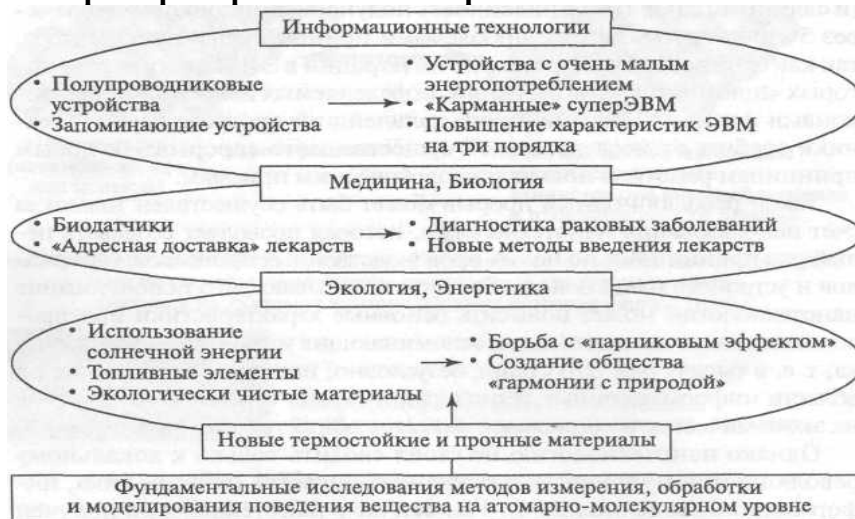 Информационные технологии
• Полупроводниковые
устройства
• Запоминающие устройства
• Устройства с очень малым
энергопотреблением
• «Карманные» суперЭВМ
• Повышение характеристик ЭВМ
на три порядка
Медицина, Биология
• Биодатчики
• «Адресная доставка» лекарств
• Диагностика раковых заболеваний
• Новые методы введения лекарств
Экология, Энергетика
• Использование
солнечной энергии
• Топливные элементы
• Экологически чистые материалы
• Борьба с «парниковым эффектом»
• Создание общества
«гармонии с природой»
Новые термостойкие и прочные материалы
Фундаментальные исследования методов измерения, обработки
и моделирования поведения вещества на атомарно-молекулярном уровне